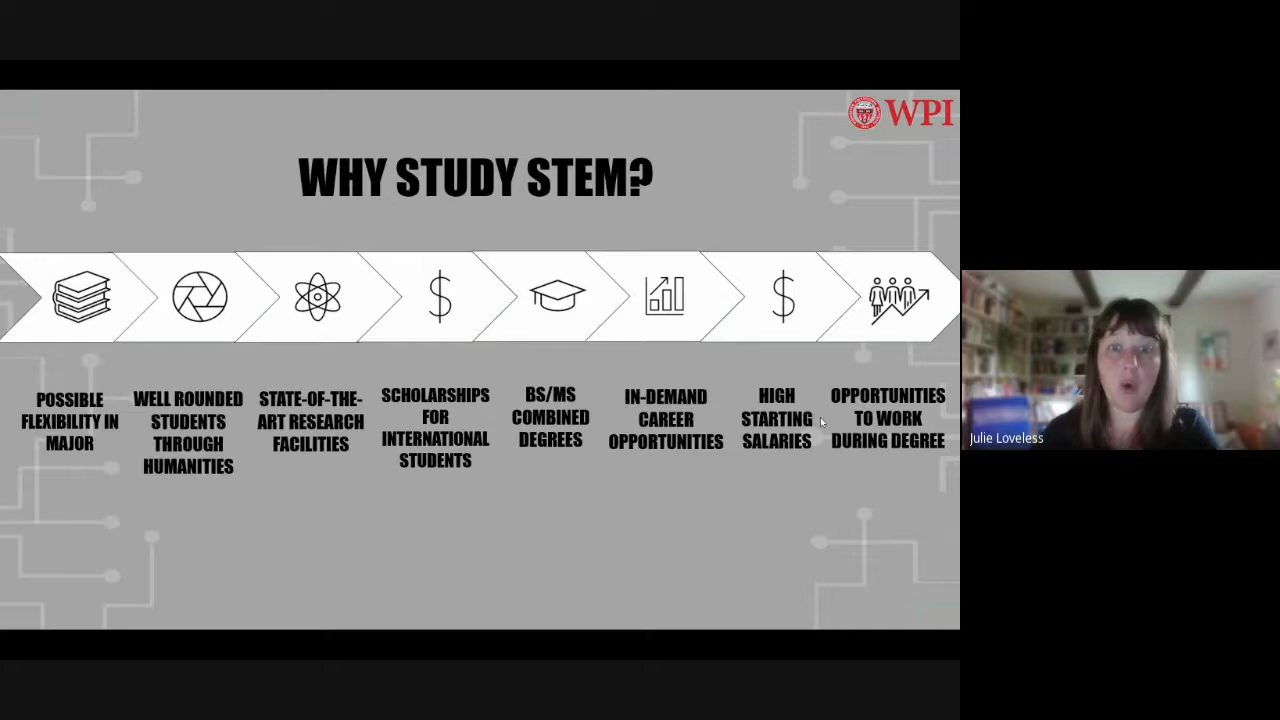 WPI
WHY STUDY STEM?
POSSIBLE
FLEXIBILITY IN
MAJOR
WELL ROUNDED
STUDENTS
THROUGH
HUMANITIES
STATE-OF-THE-
ART RESEARCH
FACILITIES
SCHOLARSHIPS
FOR
INTERNATIONAL
STUDENTS
BS/MS
COMBINED
DEGREES
IN-DEMAND
CAREER
OPPORTUNITIES
HIGH
STARTING
SALARIES
OPPORTUNITIES
TO WORK
DURING DEGREE
Julie Loveless